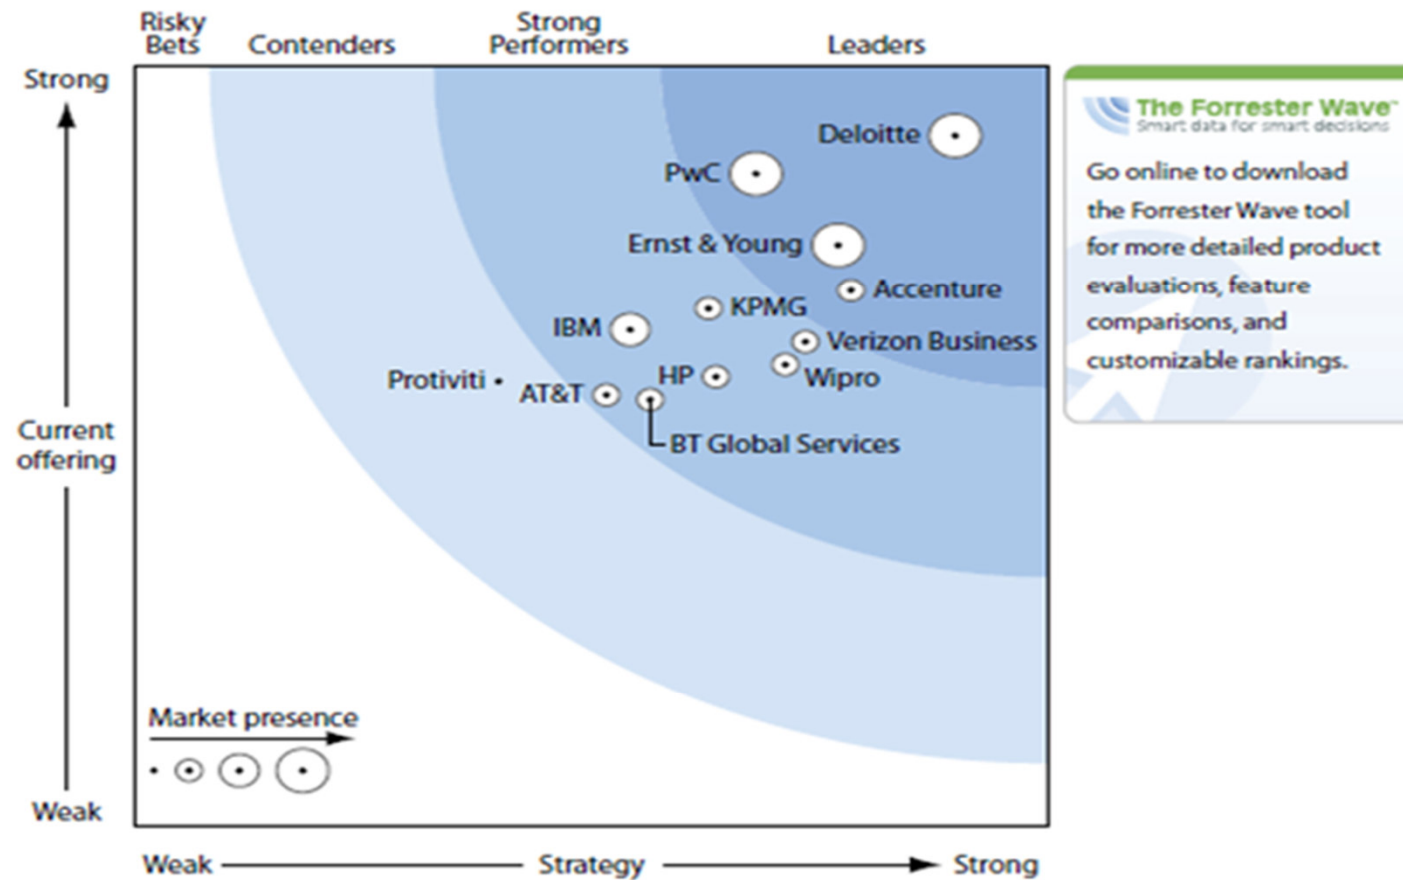 Risky
Bets
Contenders
Strong
Performers
Leaders
Strong
Current
offering
Weak
Deloitte
PwC
Ernst & Young
Accenture
KPMG
IBM
Verizon Business
HP
Wipro
Protiviti
AT&T
BT Global Services
Market presence
Weak
Strategy
Strong
The Forrester Wave™
Smart data for smart decisions
Go online to download
the Forrester Wave tool
for more detailed product
evaluations, feature
comparisons, and
customizable rankings.